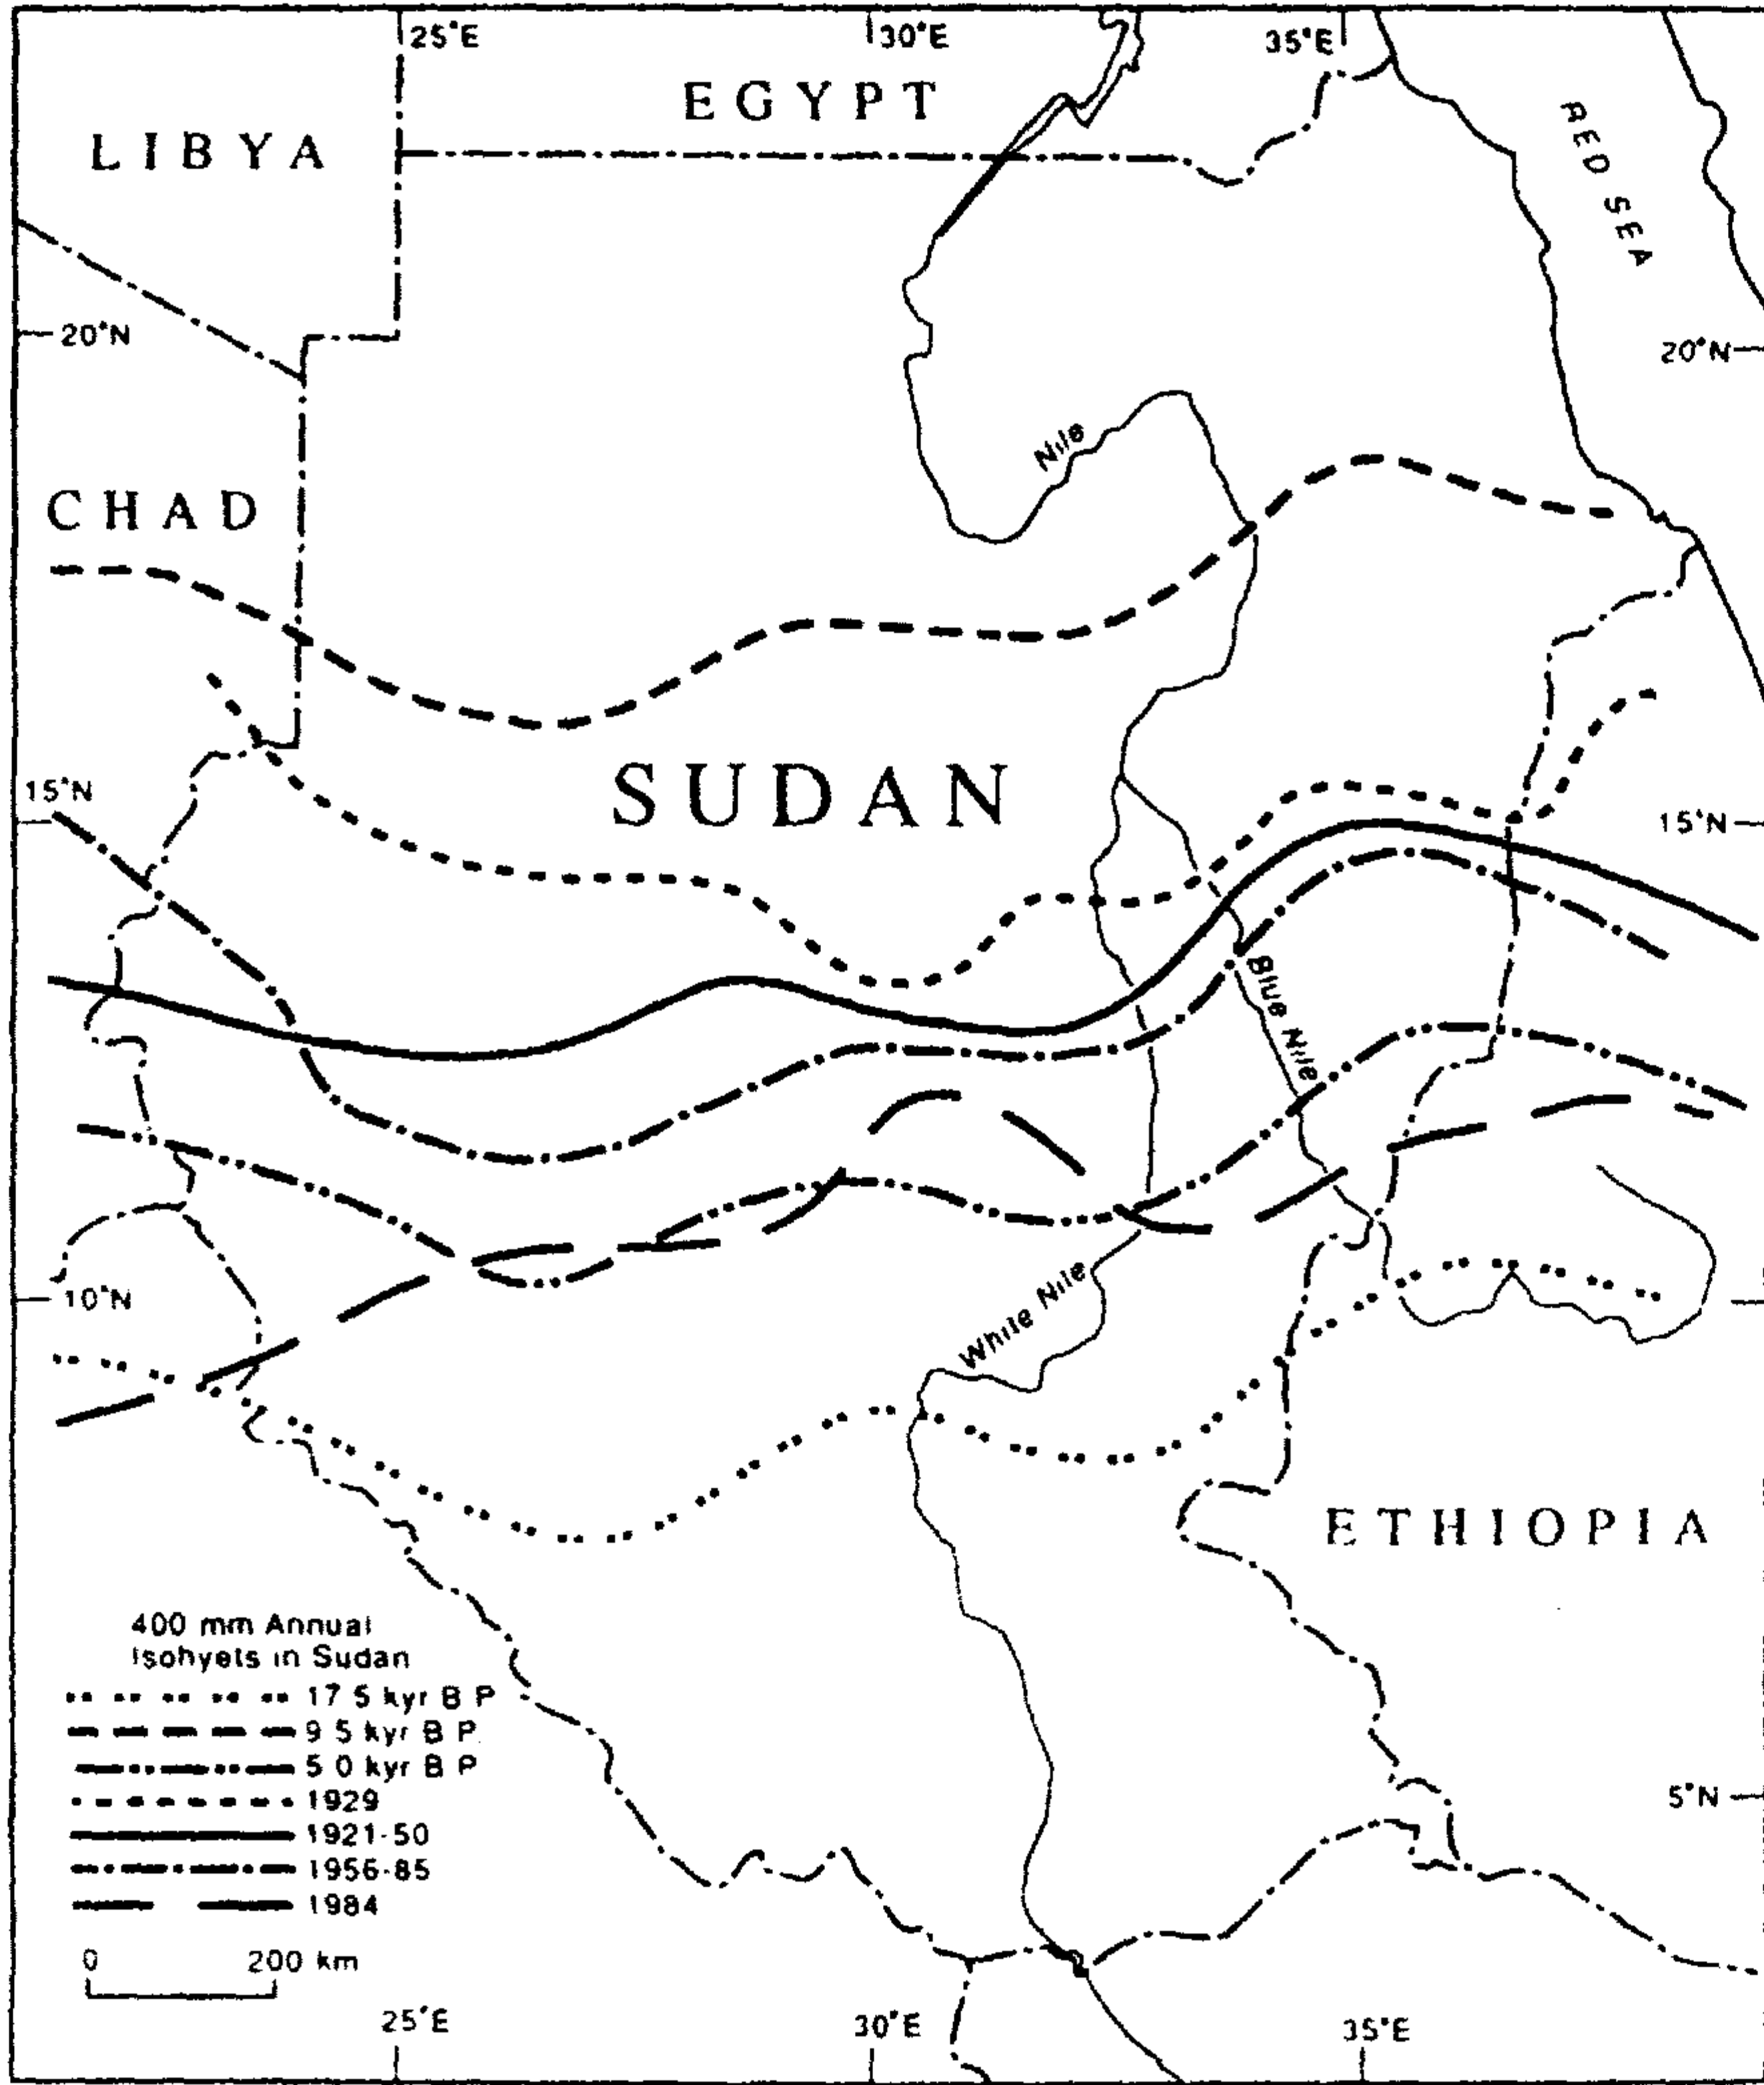 25°E
30°E
35°E
EGYPT
LIBYA
RED SEA
20°N
20°N
Nile
CHAD
SUDAN
15°N
15°N
Blue Nile
10°N
White Nile
ETHIOPIA
400 mm Annual
Isohyets in Sudan
17 5 kyr B P
9 5 kyr B P
5 0 kyr B P
1929
5°N
1921-50
1956-85
1984
0 200 km
25°E
30°E
35°E